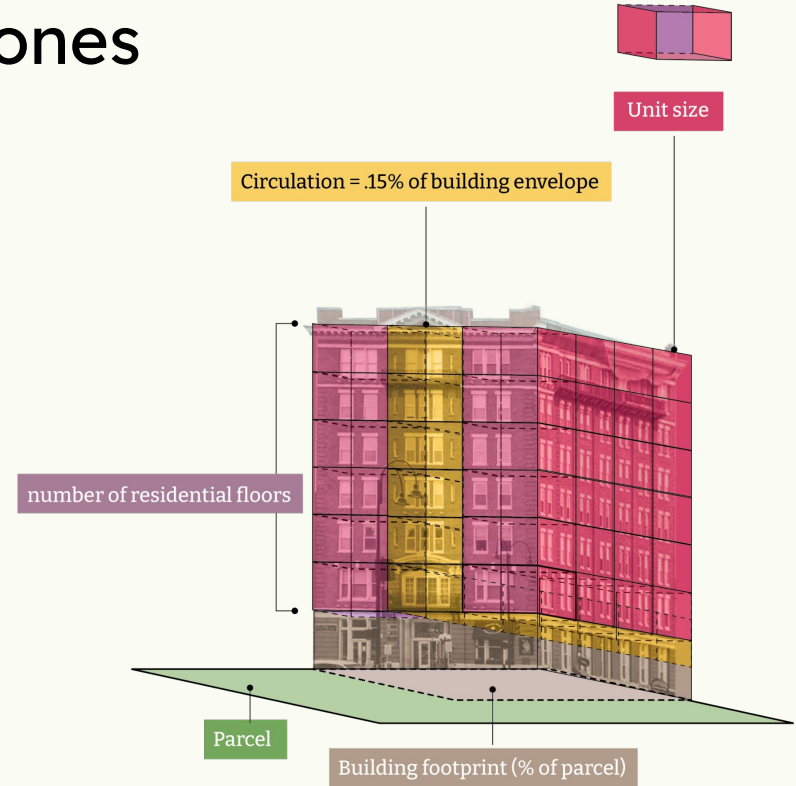 ones
Unit size
Circulation = .15% of building envelope
number of residential floors
Parcel
Building footprint (% of parcel)